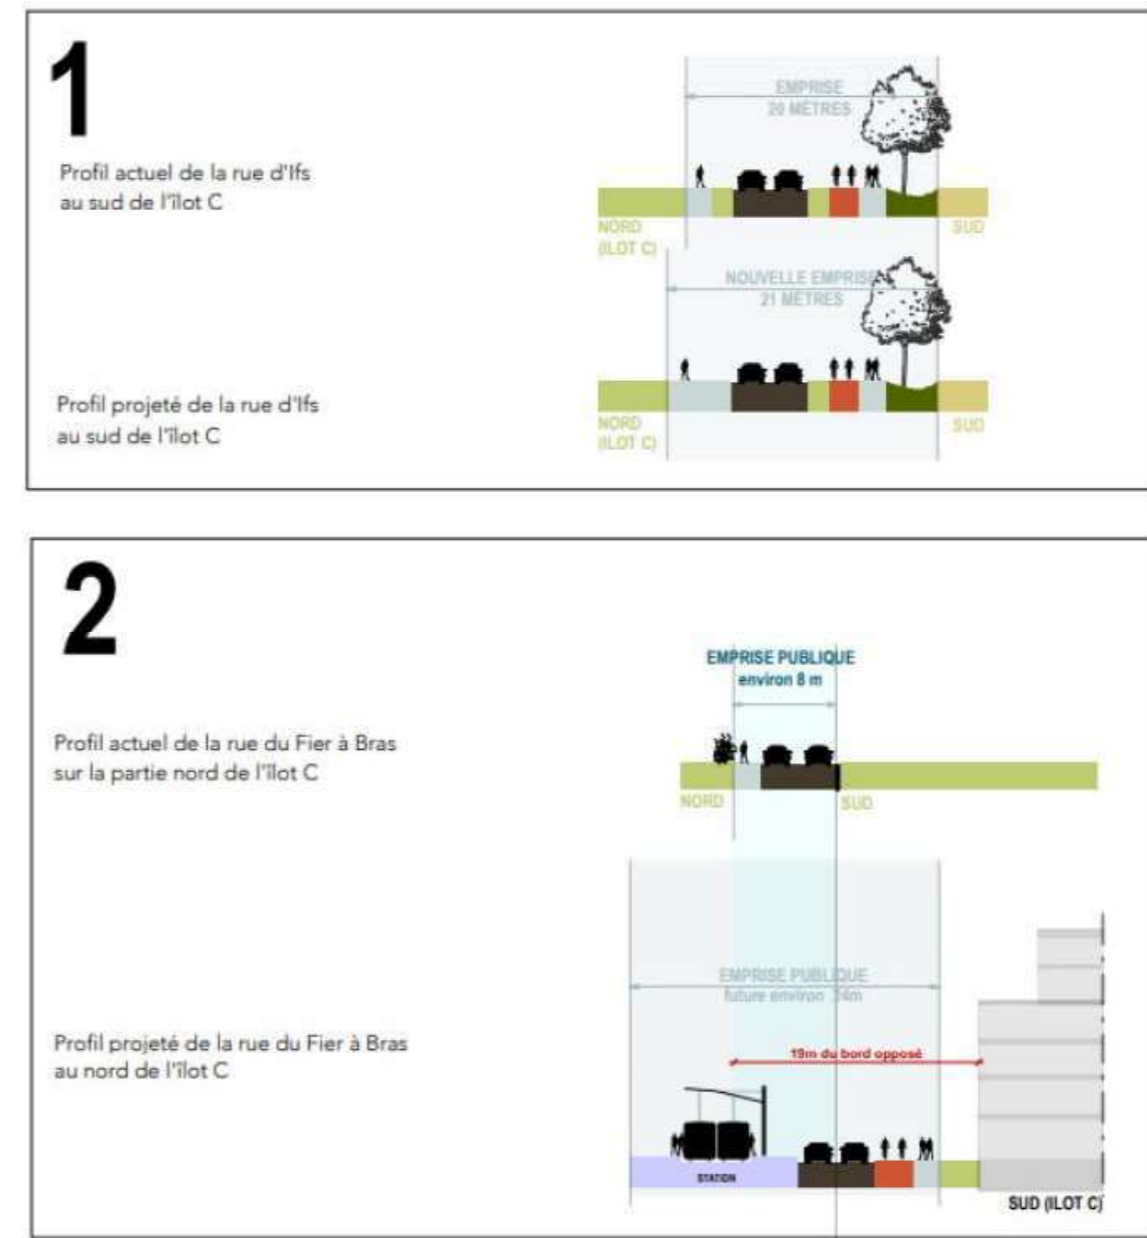 1
Profil actuel de la rue d'Ifs
au sud de l'îlot C
EMPRISE
20 MÈTRES
NORD
(ILOT C)
SUD
NOUVELLE EMPRISE
21 MÈTRES
Profil projeté de la rue d'Ifs
au sud de l'îlot C
NORD
(ILOT C)
SUD
2
EMPRISE PUBLIQUE
environ 8 m
Profil actuel de la rue du Fier à Bras
sur la partie nord de l'îlot C
NORD
SUD
EMPRISE PUBLIQUE
future environ 24m
19m du bord opposé
Profil projeté de la rue du Fier à Bras
au nord de l'îlot C
STATION
SUD (ILOT C)